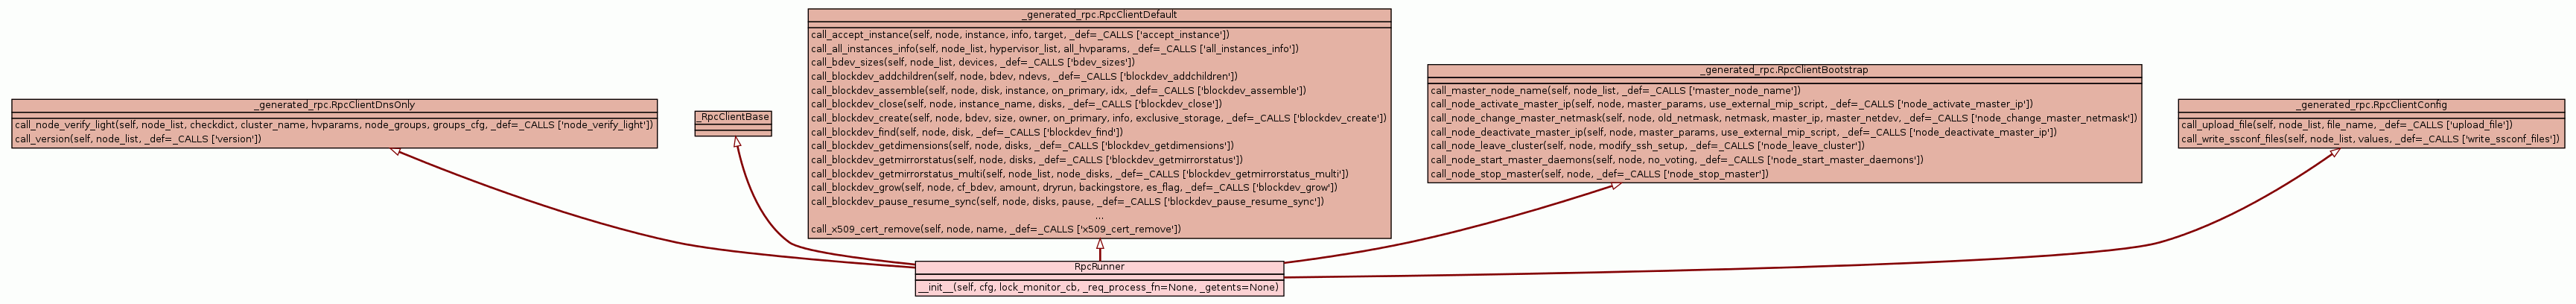 _generated_rpc.RpcClientDnsOnly
call_node_verify_light(self, node_list, checkdict, cluster_name, hvparams, node_groups, groups_cfg, _def=_CALLS ['node_verify_light'])
call_version(self, node_list, _def=_CALLS ['version'])
_RpcClientBase
_generated_rpc.RpcClientDefault
call_accept_instance(self, node, instance, info, target, _def=_CALLS ['accept_instance'])
call_all_instances_info(self, node_list, hypervisor_list, all_hvparams, _def=_CALLS ['all_instances_info'])
call_bdev_sizes(self, node_list, devices, _def=_CALLS ['bdev_sizes'])
call_blockdev_addchildren(self, node, bdev, ndevs, _def=_CALLS ['blockdev_addchildren'])
call_blockdev_assemble(self, node, disk, instance, on_primary, idx, _def=_CALLS ['blockdev_assemble'])
call_blockdev_close(self, node, instance_name, disks, _def=_CALLS ['blockdev_close'])
call_blockdev_create(self, node, bdev, size, owner, on_primary, info, exclusive_storage, _def=_CALLS ['blockdev_create'])
call_blockdev_find(self, node, disk, _def=_CALLS ['blockdev_find'])
call_blockdev_getdimensions(self, node, disks, _def=_CALLS ['blockdev_getdimensions'])
call_blockdev_getmirrorstatus(self, node, disks, _def=_CALLS ['blockdev_getmirrorstatus'])
call_blockdev_getmirrorstatus_multi(self, node_list, node_disks, _def=_CALLS ['blockdev_getmirrorstatus_multi'])
call_blockdev_grow(self, node, cf_bdev, amount, dryrun, backingstore, es_flag, _def=_CALLS ['blockdev_grow'])
call_blockdev_pause_resume_sync(self, node, disks, pause, _def=_CALLS ['blockdev_pause_resume_sync'])
...
call_x509_cert_remove(self, node, name, _def=_CALLS ['x509_cert_remove'])
_generated_rpc.RpcClientBootstrap
call_master_node_name(self, node_list, _def=_CALLS ['master_node_name'])
call_node_activate_master_ip(self, node, master_params, use_external_mip_script, _def=_CALLS ['node_activate_master_ip'])
call_node_change_master_netmask(self, node, old_netmask, netmask, master_ip, master_netdev, _def=_CALLS ['node_change_master_netmask'])
call_node_deactivate_master_ip(self, node, master_params, use_external_mip_script, _def=_CALLS ['node_deactivate_master_ip'])
call_node_leave_cluster(self, node, modify_ssh_setup, _def=_CALLS ['node_leave_cluster'])
call_node_start_master_daemons(self, node, no_voting, _def=_CALLS ['node_start_master_daemons'])
call_node_stop_master(self, node, _def=_CALLS ['node_stop_master'])
_generated_rpc.RpcClientConfig
call_upload_file(self, node_list, file_name, _def=_CALLS ['upload_file'])
call_write_ssconf_files(self, node_list, values, _def=_CALLS ['write_ssconf_files'])
RpcRunner
__init__(self, cfg, lock_monitor_cb, _req_process_fn=None, _getents=None)